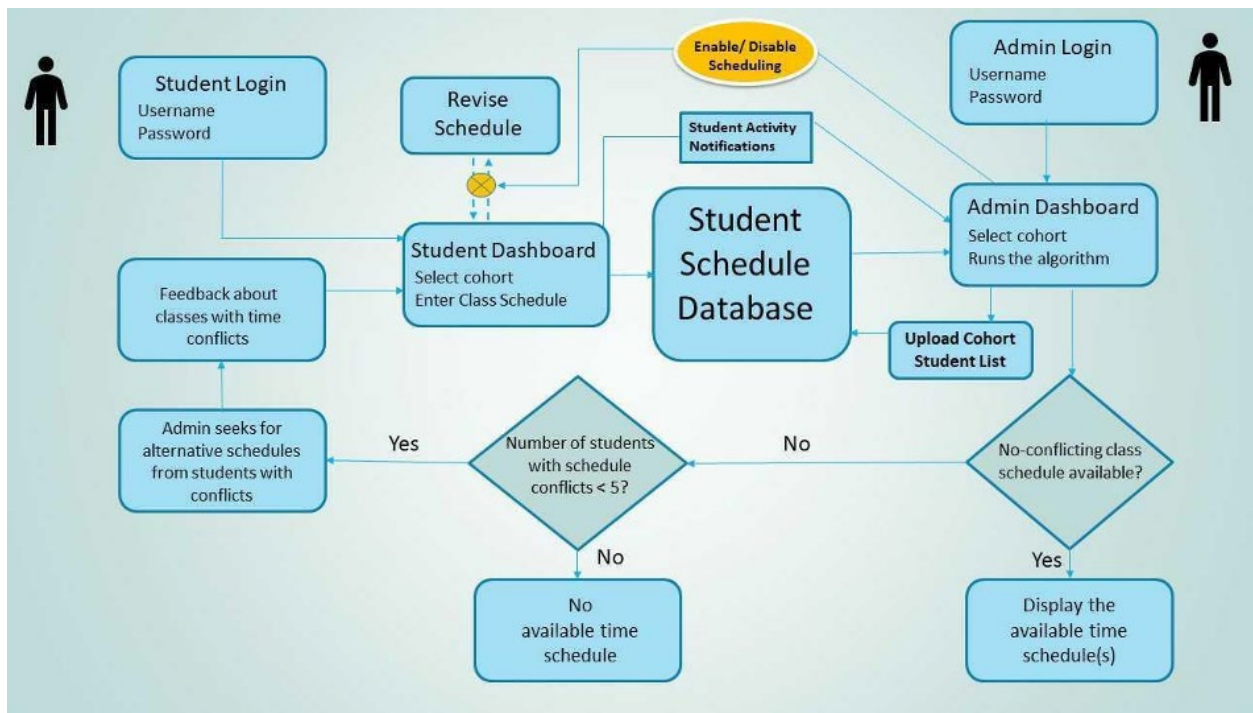 Student Login
Username
Password
Revise
Schedule
Enable/ Disable
Scheduling
Student Activity
Notifications
Admin Login
Username
Password
Student Dashboard
Select cohort
Enter Class Schedule
Student
Schedule
Database
Admin Dashboard
Select cohort
Runs the algorithm
Upload Cohort
Student List
Feedback about
classes with time
conflicts
Admin seeks for
alternative schedules
from students with
conflicts
Yes
Number of students
with schedule
conflicts < 5?
No
No-conflicting class
schedule available?
No
Yes
No
available time
schedule
Display the
available time
schedule(s)